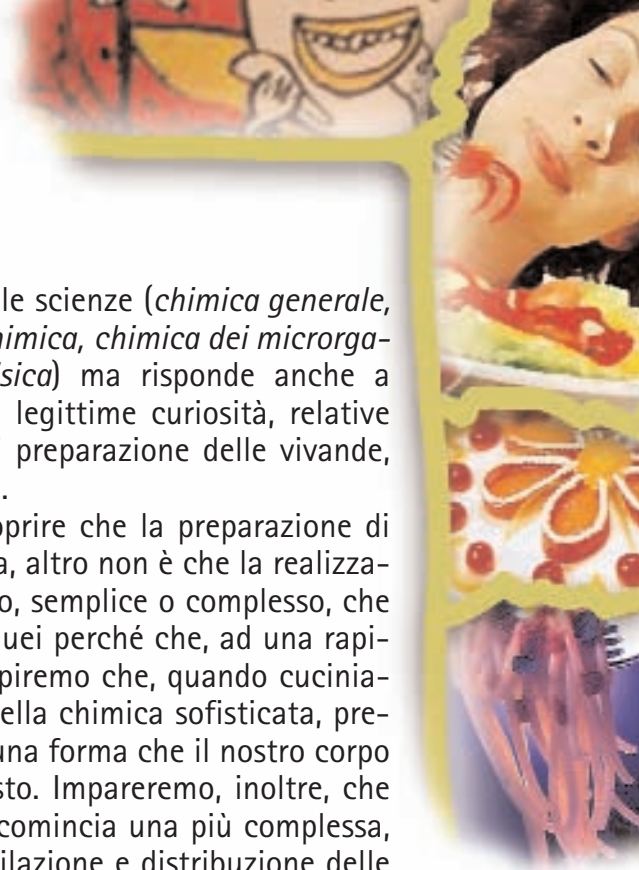 le scienze (chimica generale,
himica, chimica dei microrga-
sica) ma risponde anche a
legittime curiosità, relative
preparazione delle vivande,
.
oprire che la preparazione di
a, altro non è che la realizza-
o, semplice o complesso, che
uei perché che, ad una rapi-
piremo che, quando cucinia-
ella chimica sofisticata, pre-
una forma che il nostro corpo
sto. Impareremo, inoltre, che
comincia una più complessa,
ilazione e distribuzione delle